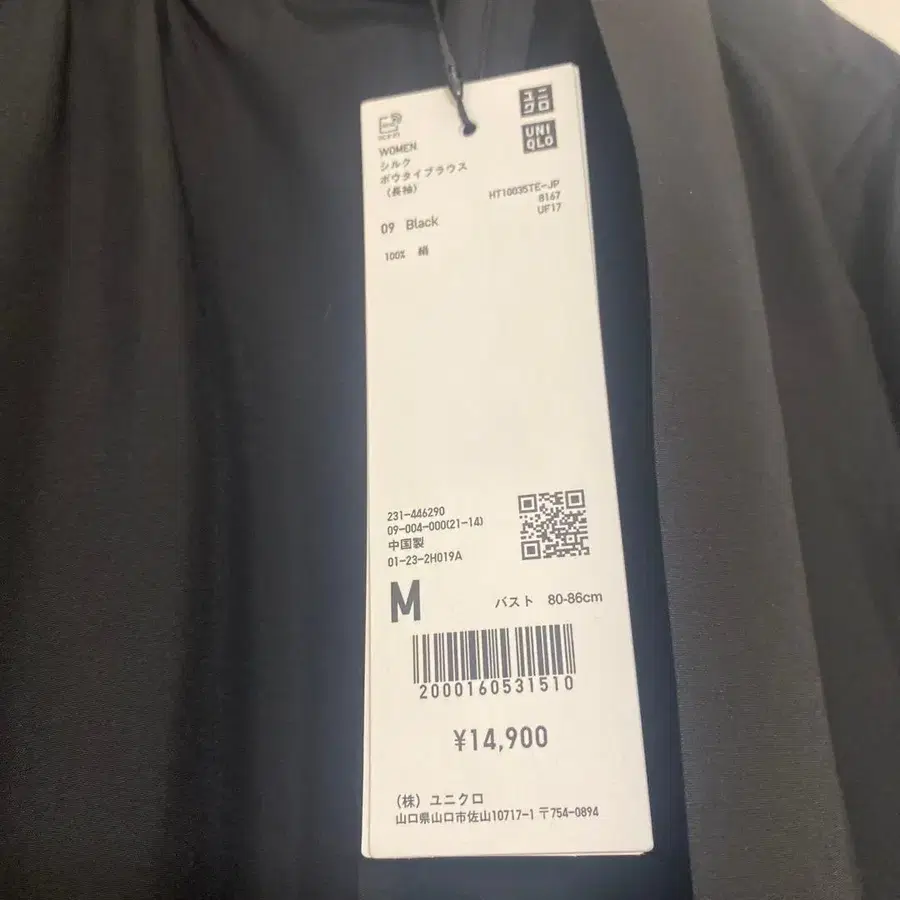 ユニ
クロ
UNI
QLO
WOMEN
シルク
ボウタイブラウス
(長袖)
HT10035TE-JP
8167
UF17
09 Black
100% 絹
231-446290
09-004-000(21-14)
中国製
01-23-2H019A
M バスト 80-86cm
2000160531510
¥14,900
(株) ユニクロ
山口県山口市佐山10717-1 〒754-0894